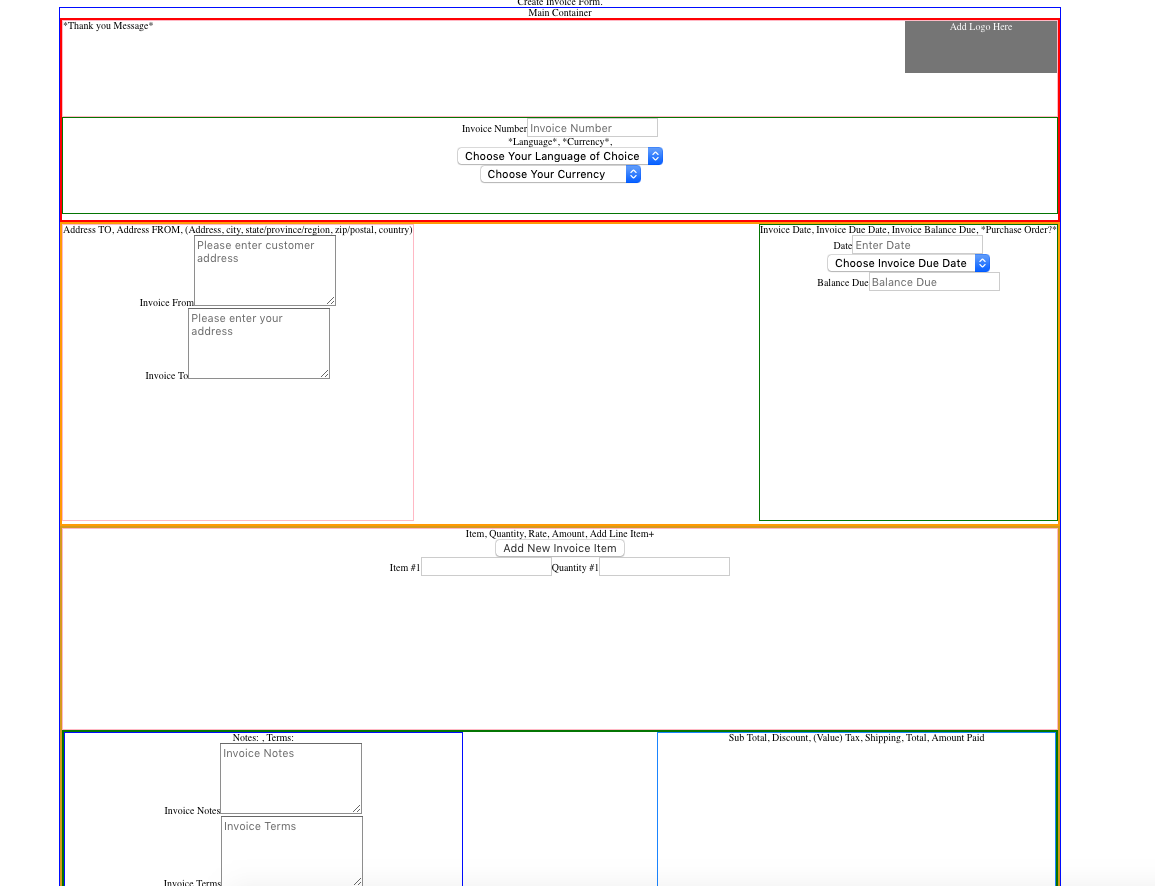 Create Invoice Form.
Main Container
*Thank you Message*
Add Logo Here
Invoice Number Invoice Number
*Language*, *Currency*,
Choose Your Language of Choice
Choose Your Currency
Address TO, Address FROM, (Address, city, state/province/region, zip/postal, country)
Please enter customer
address
Invoice From
Please enter your
address
Invoice To
Invoice Date, Invoice Due Date, Invoice Balance Due, *Purchase Order?*
Date Enter Date
Choose Invoice Due Date
Balance Due Balance Due
Item, Quantity, Rate, Amount, Add Line Item+
Add New Invoice Item
Item #1 Quantity #1
Notes: , Terms:
Invoice Notes
Invoice Notes
Invoice Terms
Invoice Terms
Sub Total, Discount, (Value) Tax, Shipping, Total, Amount Paid